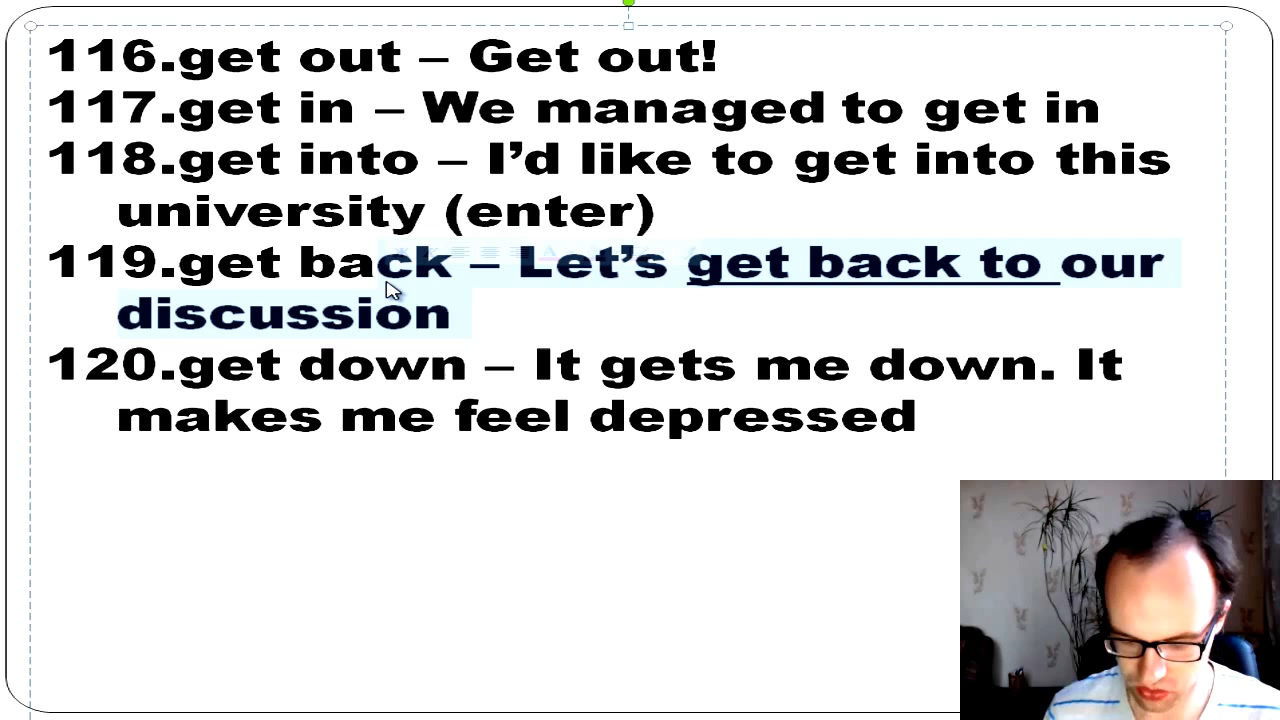 116.get out – Get out!
117.get in – We managed to get in
118.get into – I’d like to get into this
university (enter)
119.get back – Let’s get back to our
discussion
120.get down – It gets me down. It
makes me feel depressed